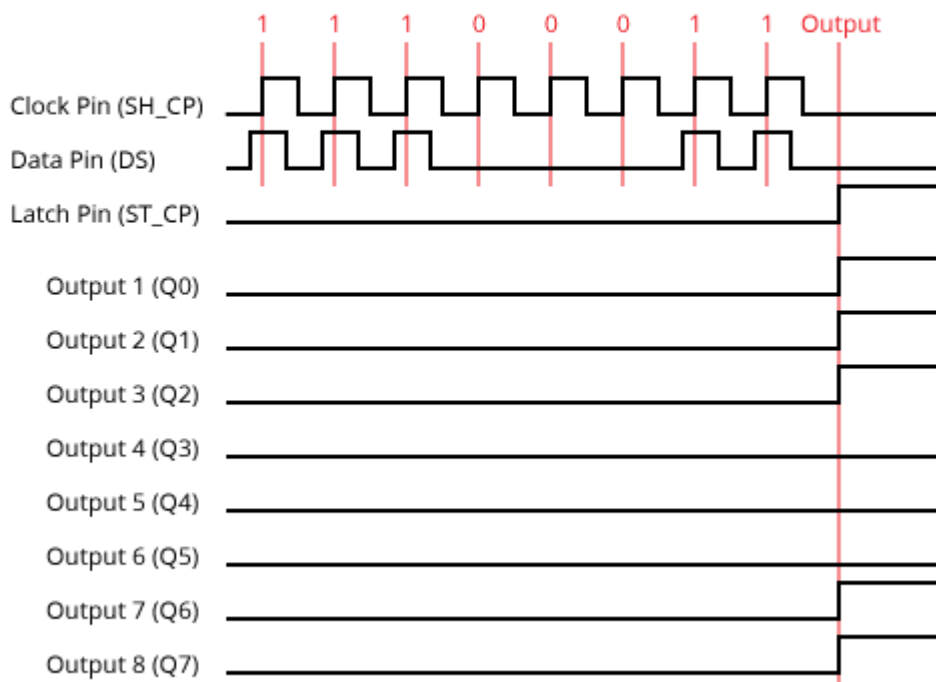 1 1 1 0 0 0 1 1 Output
Clock Pin (SH_CP)
Data Pin (DS)
Latch Pin (ST_CP)
Output 1 (Q0)
Output 2 (Q1)
Output 3 (Q2)
Output 4 (Q3)
Output 5 (Q4)
Output 6 (Q5)
Output 7 (Q6)
Output 8 (Q7)